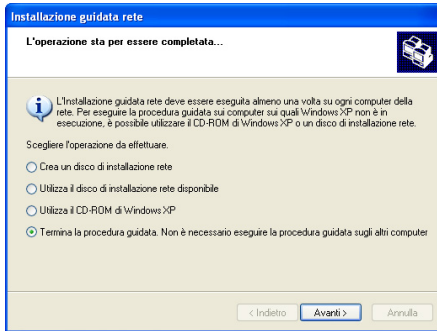 Installazione guidata rete
L'operazione sta per essere completata...
L'Installazione guidata rete deve essere eseguita almeno una volta su ogni computer della
rete. Per eseguire la procedura guidata sui computer sui quali Windows XP non è in
esecuzione, è possibile utilizzare il CD-ROM di Windows XP o un disco di installazione rete.
Scegliere l'operazione da effettuare.
Crea un disco di installazione rete
Utilizza il disco di installazione rete disponibile
Utilizza il CD-ROM di Windows XP
Termina la procedura guidata. Non è necessario eseguire la procedura guidata sugli altri computer
< Indietro Avanti > Annulla